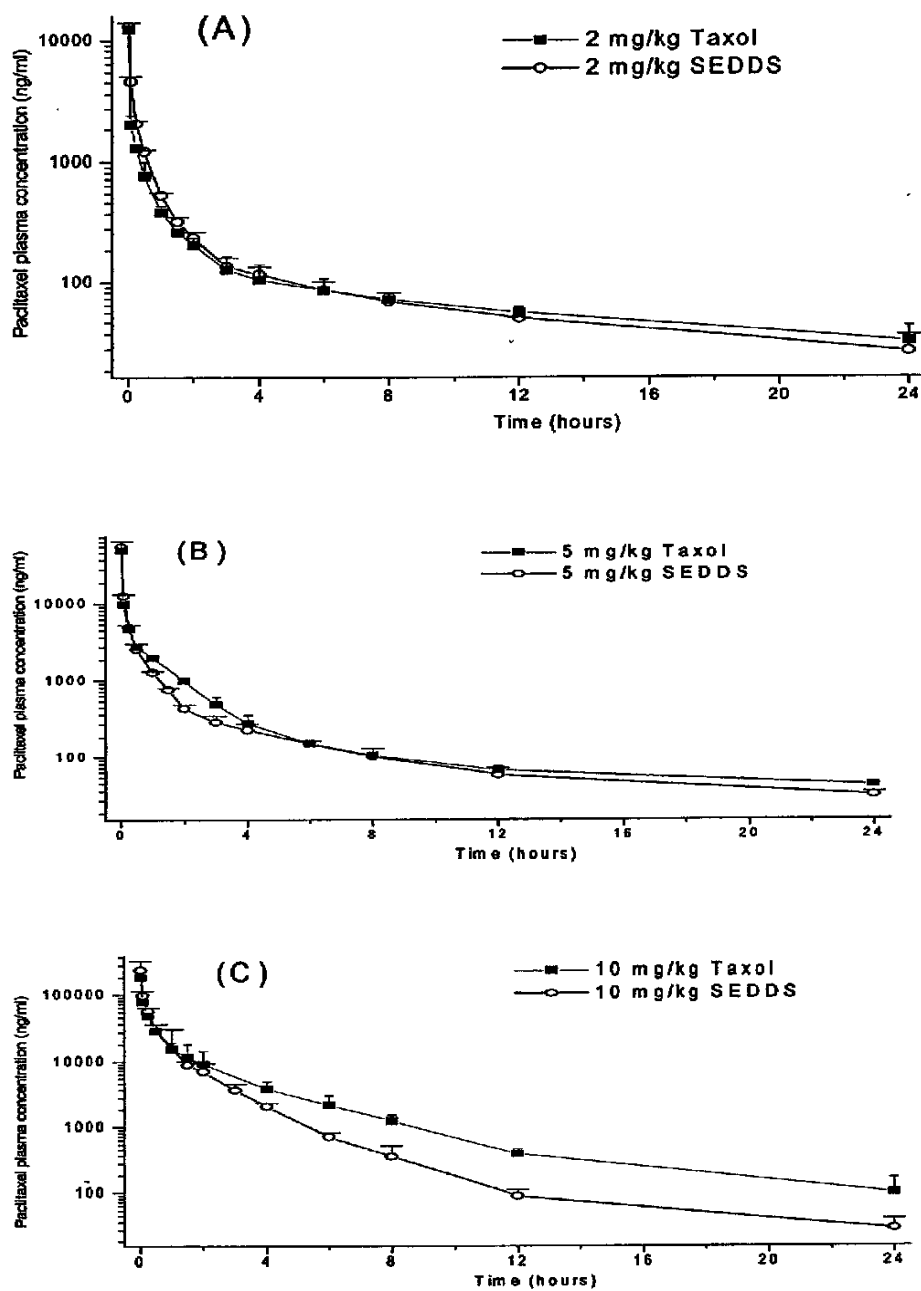 (A)
2 mg/kg Taxol
2 mg/kg SEDDS
Paclitaxel plasma concentration (ng/ml)
10000
1000
100
0 4 8 12 16 20 24
Time (hours)
(B)
5 mg/kg Taxol
5 mg/kg SEDDS
Paclitaxel plasma concentration (ng/ml)
10000
1000
100
0 4 8 12 16 20 24
Time (hours)
(C)
10 mg/kg Taxol
10 mg/kg SEDDS
Paclitaxel plasma concentration (ng/ml)
100000
10000
1000
100
0 4 8 12 16 20 24
Time (hours)